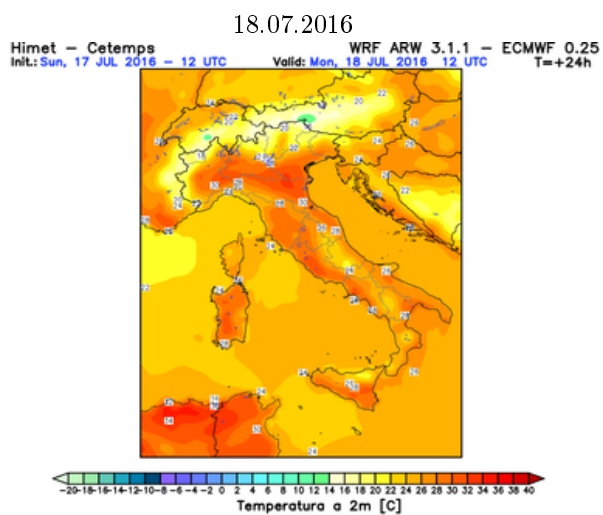 18.07.2016
Himet – Cetemps WRF ARW 3.1.1 – ECMWF 0.25
Init.: Sun, 17 JUL 2016 – 12 UTC Valid: Mon, 18 JUL 2016 12 UTC T=+24h
-20 -18 -16 -14 -12 -10 -8 -6 -4 -2 0 2 4 6 8 10 12 14 16 18 20 22 24 26 28 30 32 34 36 38 40
Temperatura a 2m [C]